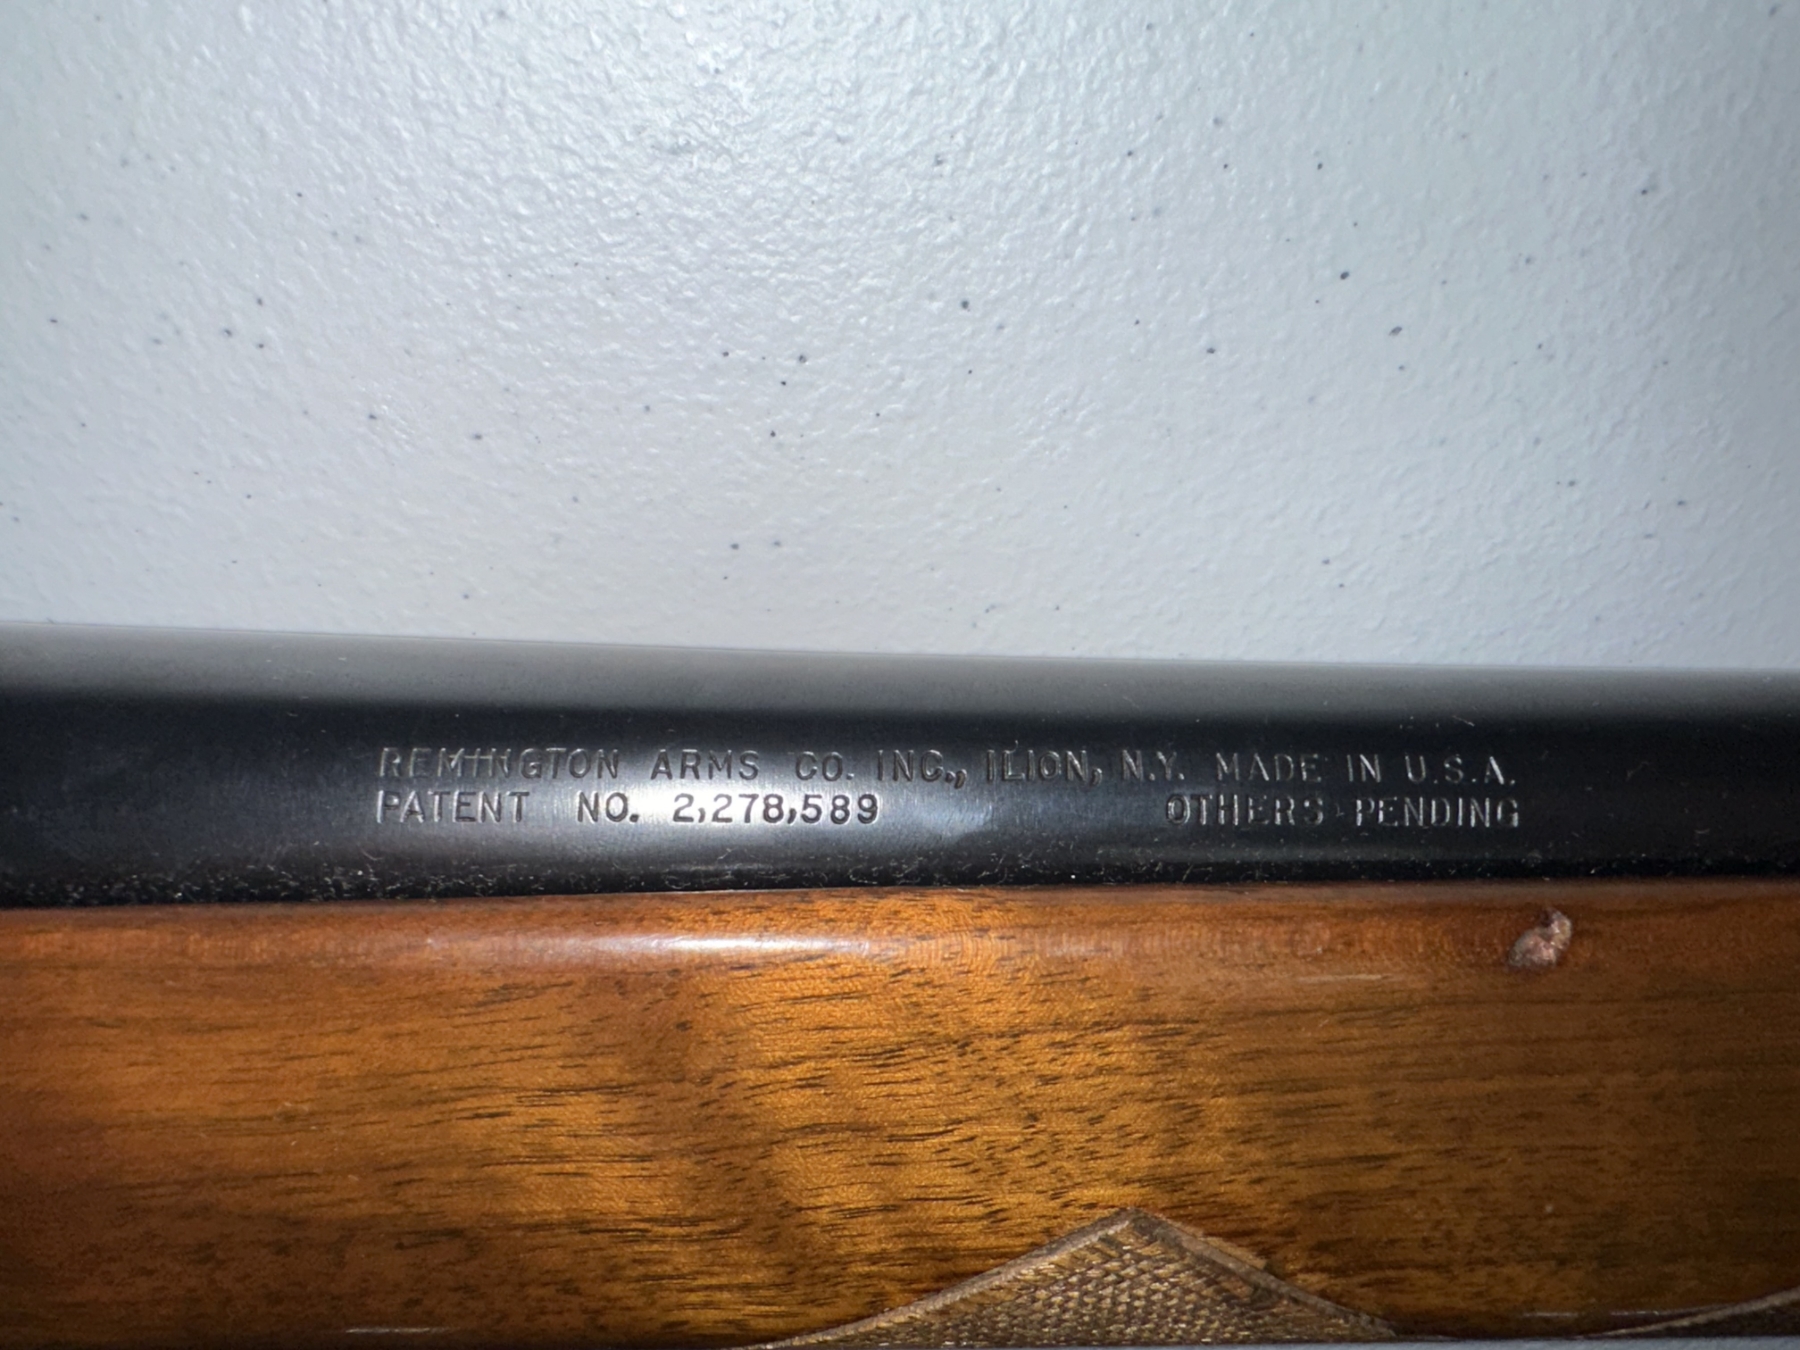 REMINGTON ARMS CO. INC., ILION, N.Y. MADE IN U.S.A.
PATENT NO. 2,278,589 OTHERS PENDING